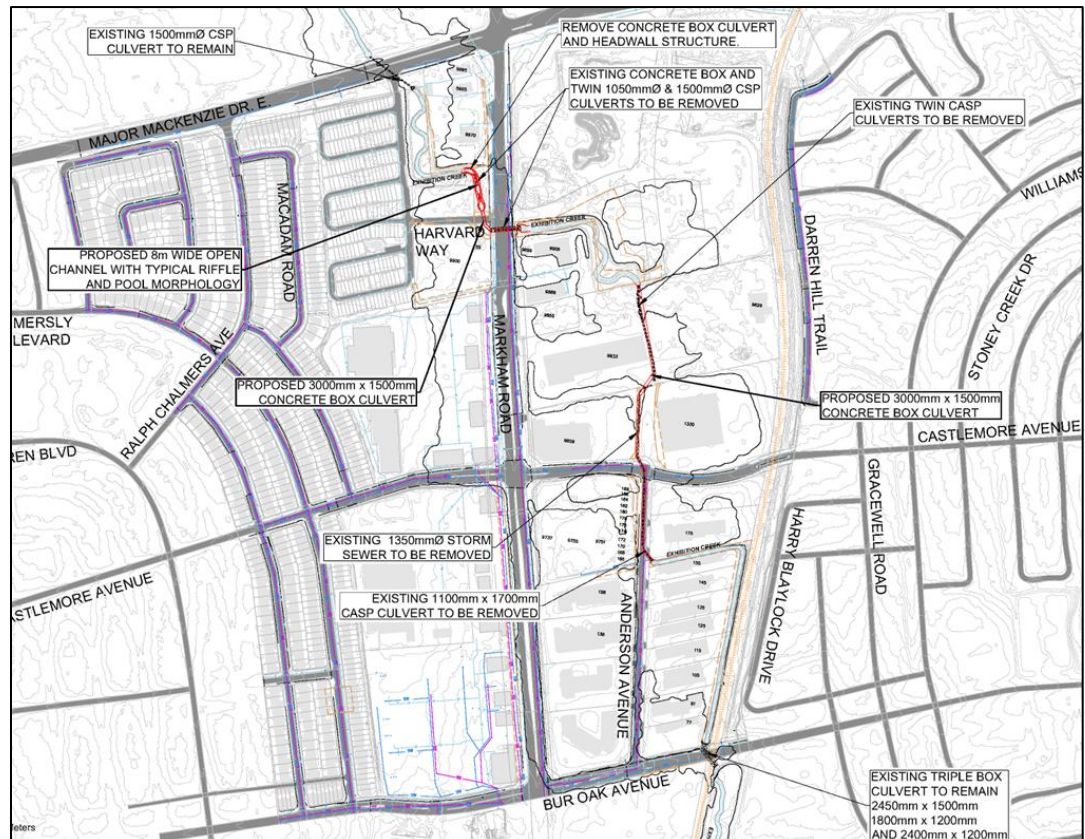 EXISTING 1500mmØ CSP
CULVERT TO REMAIN
REMOVE CONCRETE BOX CULVERT
AND HEADWALL STRUCTURE.
EXISTING CONCRETE BOX AND
TWIN 1050mmØ & 1500mmØ CSP
CULVERTS TO BE REMOVED
EXISTING TWIN CASP
CULVERTS TO BE REMOVED
MAJOR MACKENZIE DR. E.
MACADAM ROAD
EXHIBITION CREEK
HARVARD
WAY
EXHIBITION CREEK
DARREN HILL TRAIL
WILLIAMS
STONEY CREEK DR
PROPOSED 8m WIDE OPEN
CHANNEL WITH TYPICAL RIFFLE
AND POOL MORPHOLOGY
MERSLY
LEVARD
RALPH CHALMERS AVE
MARKHAM ROAD
PROPOSED 3000mm x 1500mm
CONCRETE BOX CULVERT
PROPOSED 3000mm x 1500mm
CONCRETE BOX CULVERT
REN BLVD
CASTLEMORE AVENUE
GRACEWELL ROAD
EXISTING 1350mmØ STORM
SEWER TO BE REMOVED
EXHIBITION CREEK
HARRY BLAYLOCK DRIVE
STLEMORE AVENUE
EXISTING 1100mm x 1700mm
CASP CULVERT TO BE REMOVED
ANDERSON AVENUE
BUR OAK AVENUE
EXISTING TRIPLE BOX
CULVERT TO REMAIN
2450mm x 1500mm
1800mm x 1200mm
AND 2400mm x 1200mm
eters